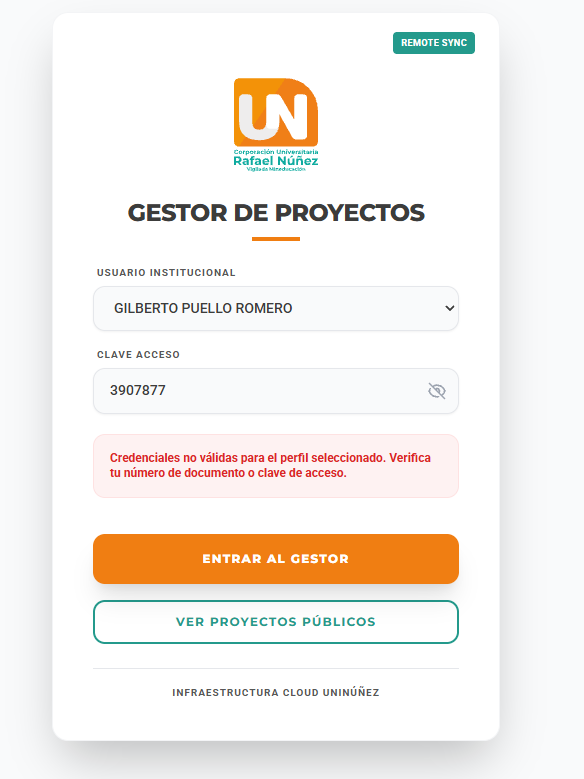 REMOTE SYNC
UN
Corporación Universitaria
Rafael Núñez
Vigilada Mineducación
GESTOR DE PROYECTOS
USUARIO INSTITUCIONAL
GILBERTO PUELLO ROMERO
CLAVE ACCESO
3907877
Credenciales no válidas para el perfil seleccionado. Verifica
tu número de documento o clave de acceso.
ENTRAR AL GESTOR
VER PROYECTOS PÚBLICOS
INFRAESTRUCTURA CLOUD UNINÚÑEZ